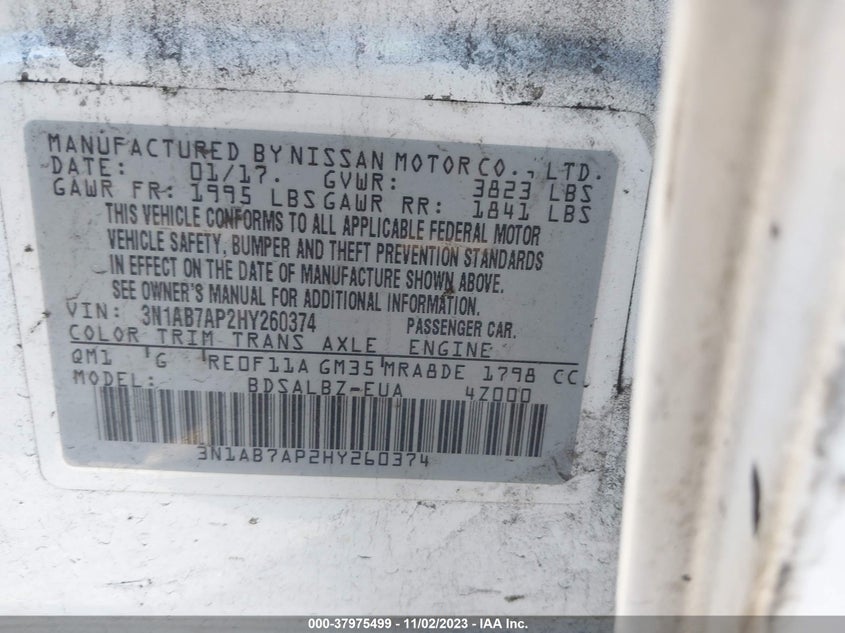 MANUFACTURED BY NISSAN MOTOR CO., LTD.
DATE: 01/17. GVWR: 3823 LBS
GAWR FR: 1995 LBS GAWR RR: 1841 LBS
THIS VEHICLE CONFORMS TO ALL APPLICABLE FEDERAL MOTOR
VEHICLE SAFETY, BUMPER AND THEFT PREVENTION STANDARDS
IN EFFECT ON THE DATE OF MANUFACTURE SHOWN ABOVE.
SEE OWNER'S MANUAL FOR ADDITIONAL INFORMATION.
VIN: 3N1AB7AP2HY260374 PASSENGER CAR.
COLOR TRIM TRANS AXLE ENGINE
QM1 G RE0F11A GM35 MRA8DE 1798 CC
MODEL: BDSALBZ-EUA 4Z000
3N1AB7AP2HY260374
000-37975499 - 11/02/2023 - IAA Inc.